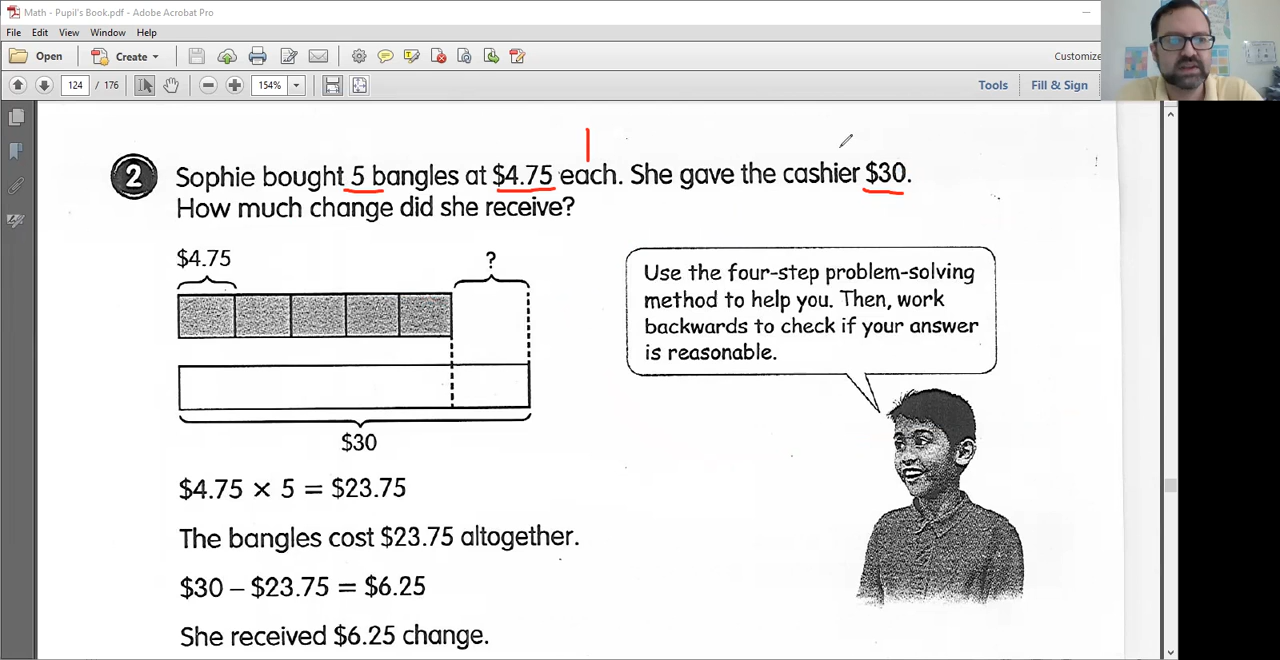 Math - Pupil's Book.pdf - Adobe Acrobat Pro
File Edit View Window Help
Open Create Customize
124 / 176 154% Tools Fill & Sign
2 Sophie bought 5 bangles at $4.75 each. She gave the cashier $30.
How much change did she receive?
$4.75 ?
Use the four-step problem-solving
method to help you. Then, work
backwards to check if your answer
is reasonable.
$30
$4.75 × 5 = $23.75
The bangles cost $23.75 altogether.
$30 – $23.75 = $6.25
She received $6.25 change.